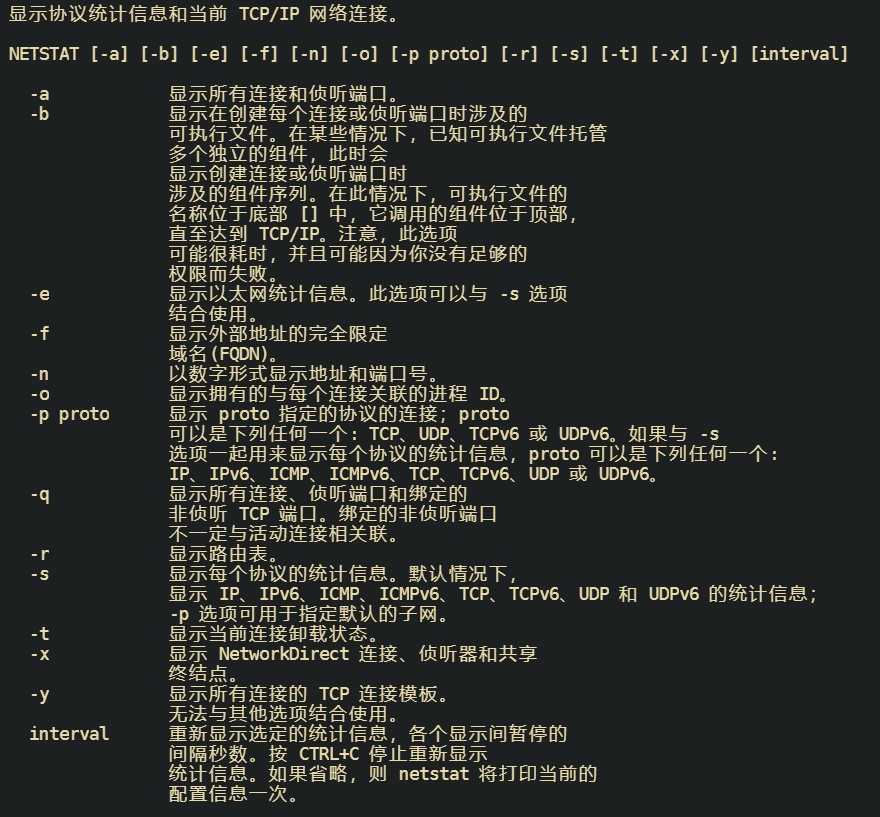 显示协议统计信息和当前 TCP/IP 网络连接。
NETSTAT [-a] [-b] [-e] [-f] [-n] [-o] [-p proto] [-r] [-s] [-t] [-x] [-y] [interval]
-a 显示所有连接和侦听端口。
-b 显示在创建每个连接或侦听端口时涉及的
可执行文件。在某些情况下，已知可执行文件托管
多个独立的组件，此时会
显示创建连接或侦听端口时
涉及的组件序列。在此情况下，可执行文件的
名称位于底部 [] 中，它调用的组件位于顶部，
直至达到 TCP/IP。注意，此选项
可能很耗时，并且可能因为你没有足够的
权限而失败。
-e 显示以太网统计信息。此选项可以与 -s 选项
结合使用。
-f 显示外部地址的完全限定
域名(FQDN)。
-n 以数字形式显示地址和端口号。
-o 显示拥有的与每个连接关联的进程 ID。
-p proto 显示 proto 指定的协议的连接；proto
可以是下列任何一个: TCP、UDP、TCPv6 或 UDPv6。如果与 -s
选项一起用来显示每个协议的统计信息，proto 可以是下列任何一个:
IP、IPv6、ICMP、ICMPv6、TCP、TCPv6、UDP 或 UDPv6。
-q 显示所有连接、侦听端口和绑定的
非侦听 TCP 端口。绑定的非侦听端口
不一定与活动连接相关联。
-r 显示路由表。
-s 显示每个协议的统计信息。默认情况下，
显示 IP、IPv6、ICMP、ICMPv6、TCP、TCPv6、UDP 和 UDPv6 的统计信息；
-p 选项可用于指定默认的子网。
-t 显示当前连接卸载状态。
-x 显示 NetworkDirect 连接、侦听器和共享
终结点。
-y 显示所有连接的 TCP 连接模板。
无法与其他选项结合使用。
interval 重新显示选定的统计信息，各个显示间暂停的
间隔秒数。按 CTRL+C 停止重新显示
统计信息。如果省略，则 netstat 将打印当前的
配置信息一次。